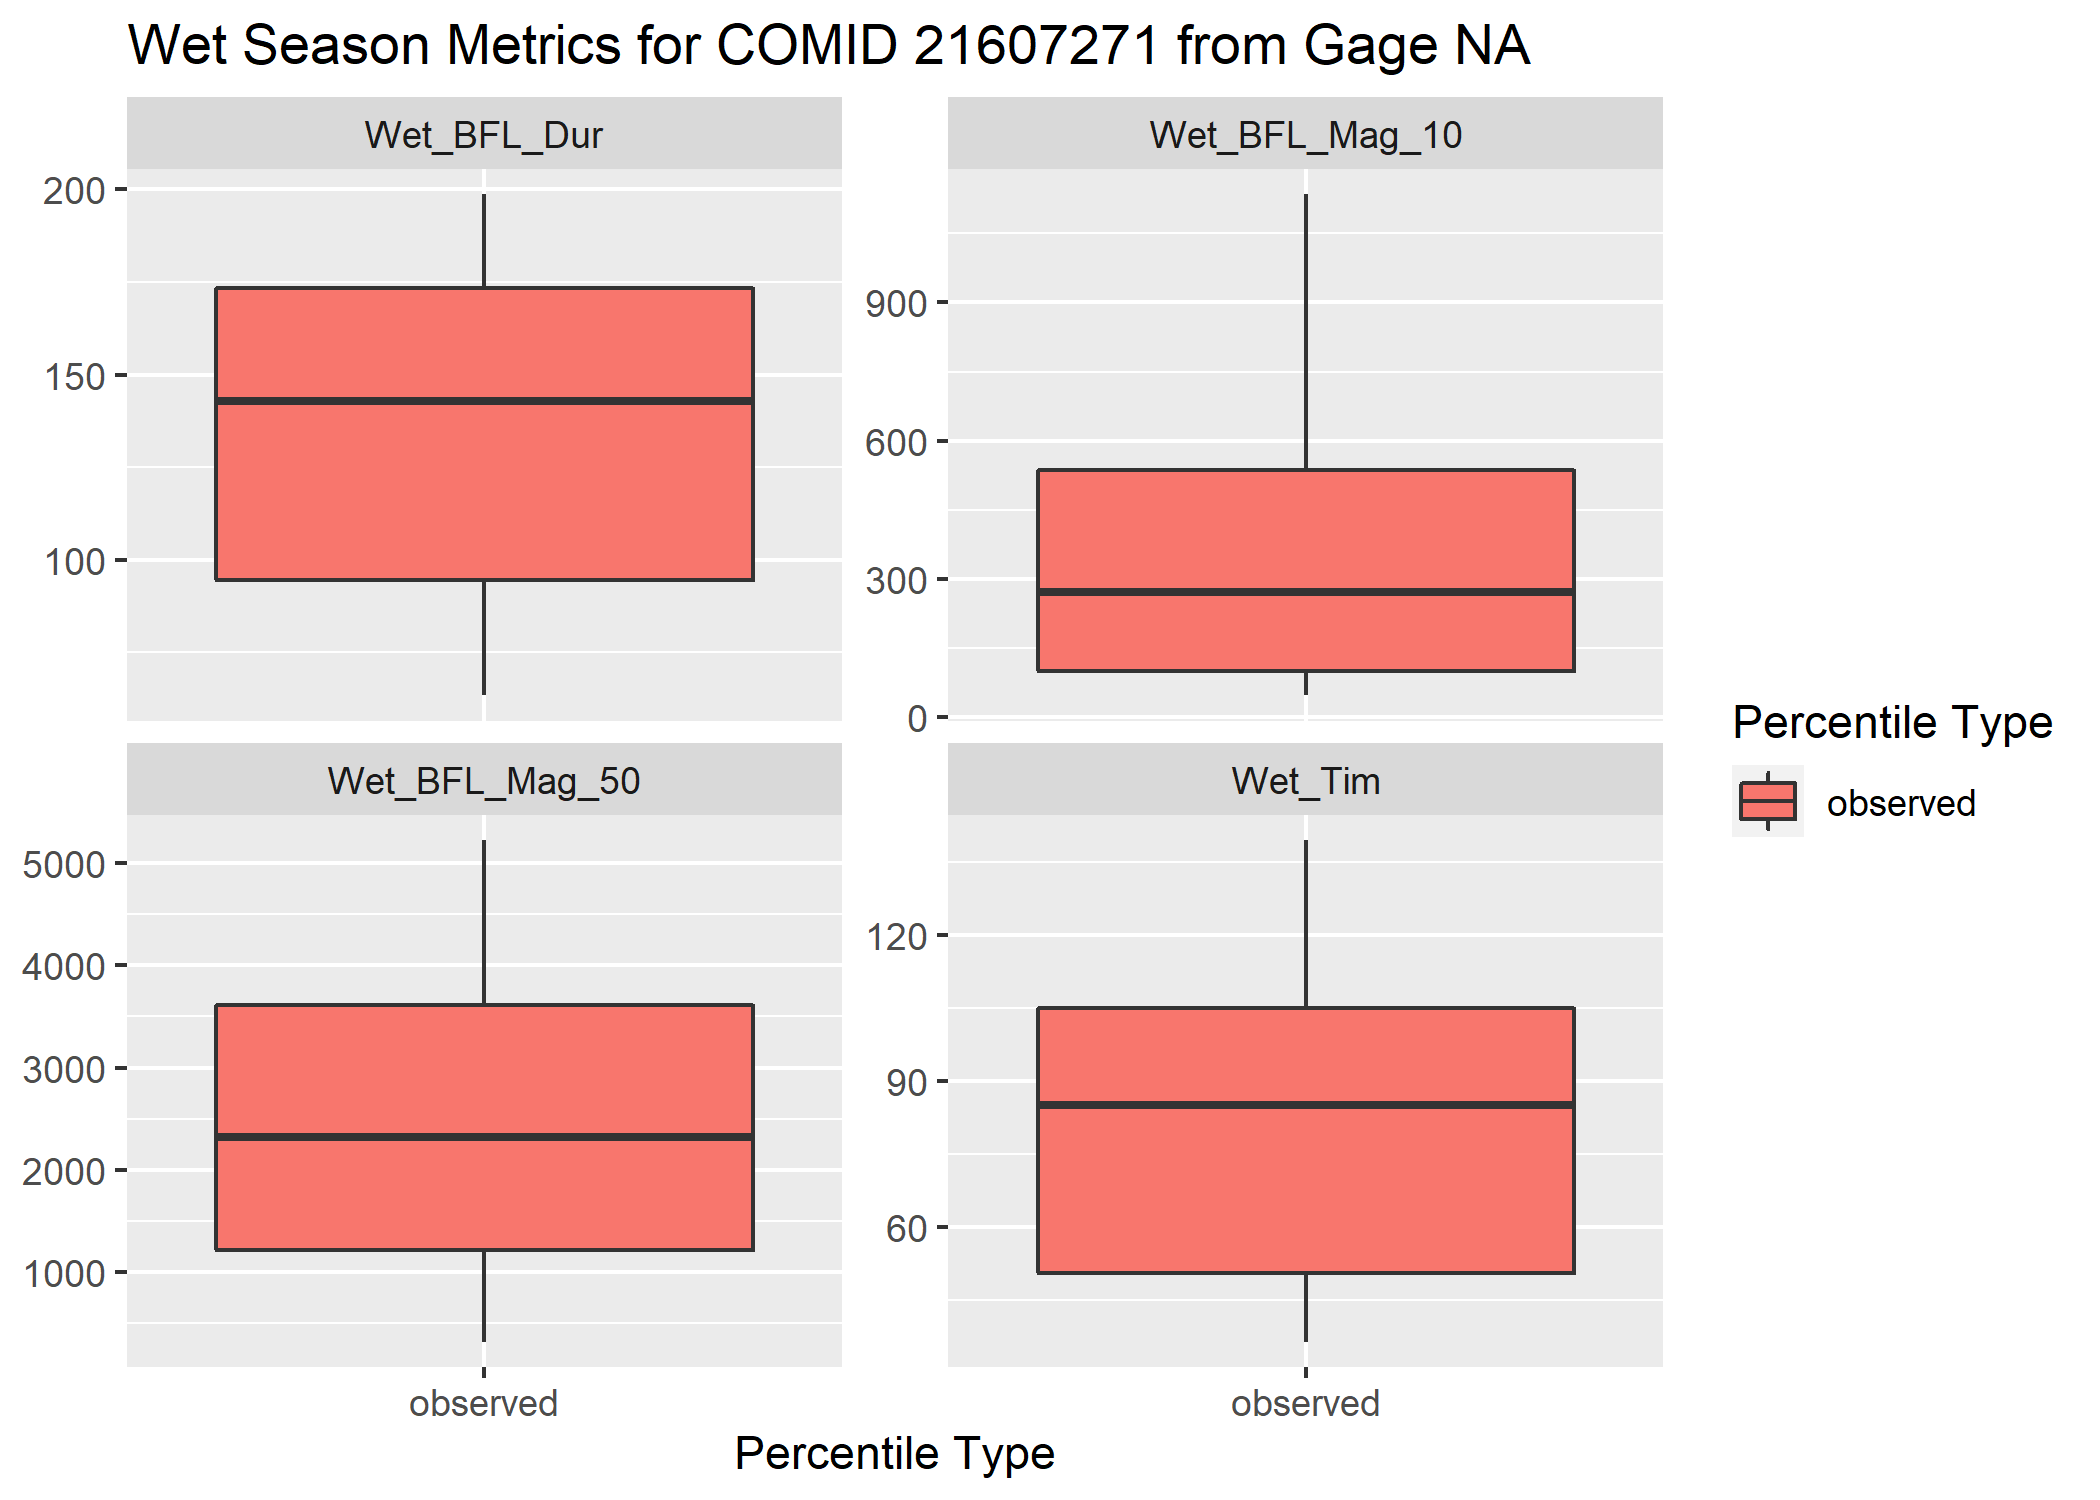 Wet Season Metrics for COMID 21607271 from Gage NA
Wet_BFL_Dur
Wet_BFL_Mag_10
200
150
100
900
600
300
0
Wet_BFL_Mag_50
Wet_Tim
5000
4000
3000
2000
1000
120
90
60
observed
observed
Percentile Type
Percentile Type
observed